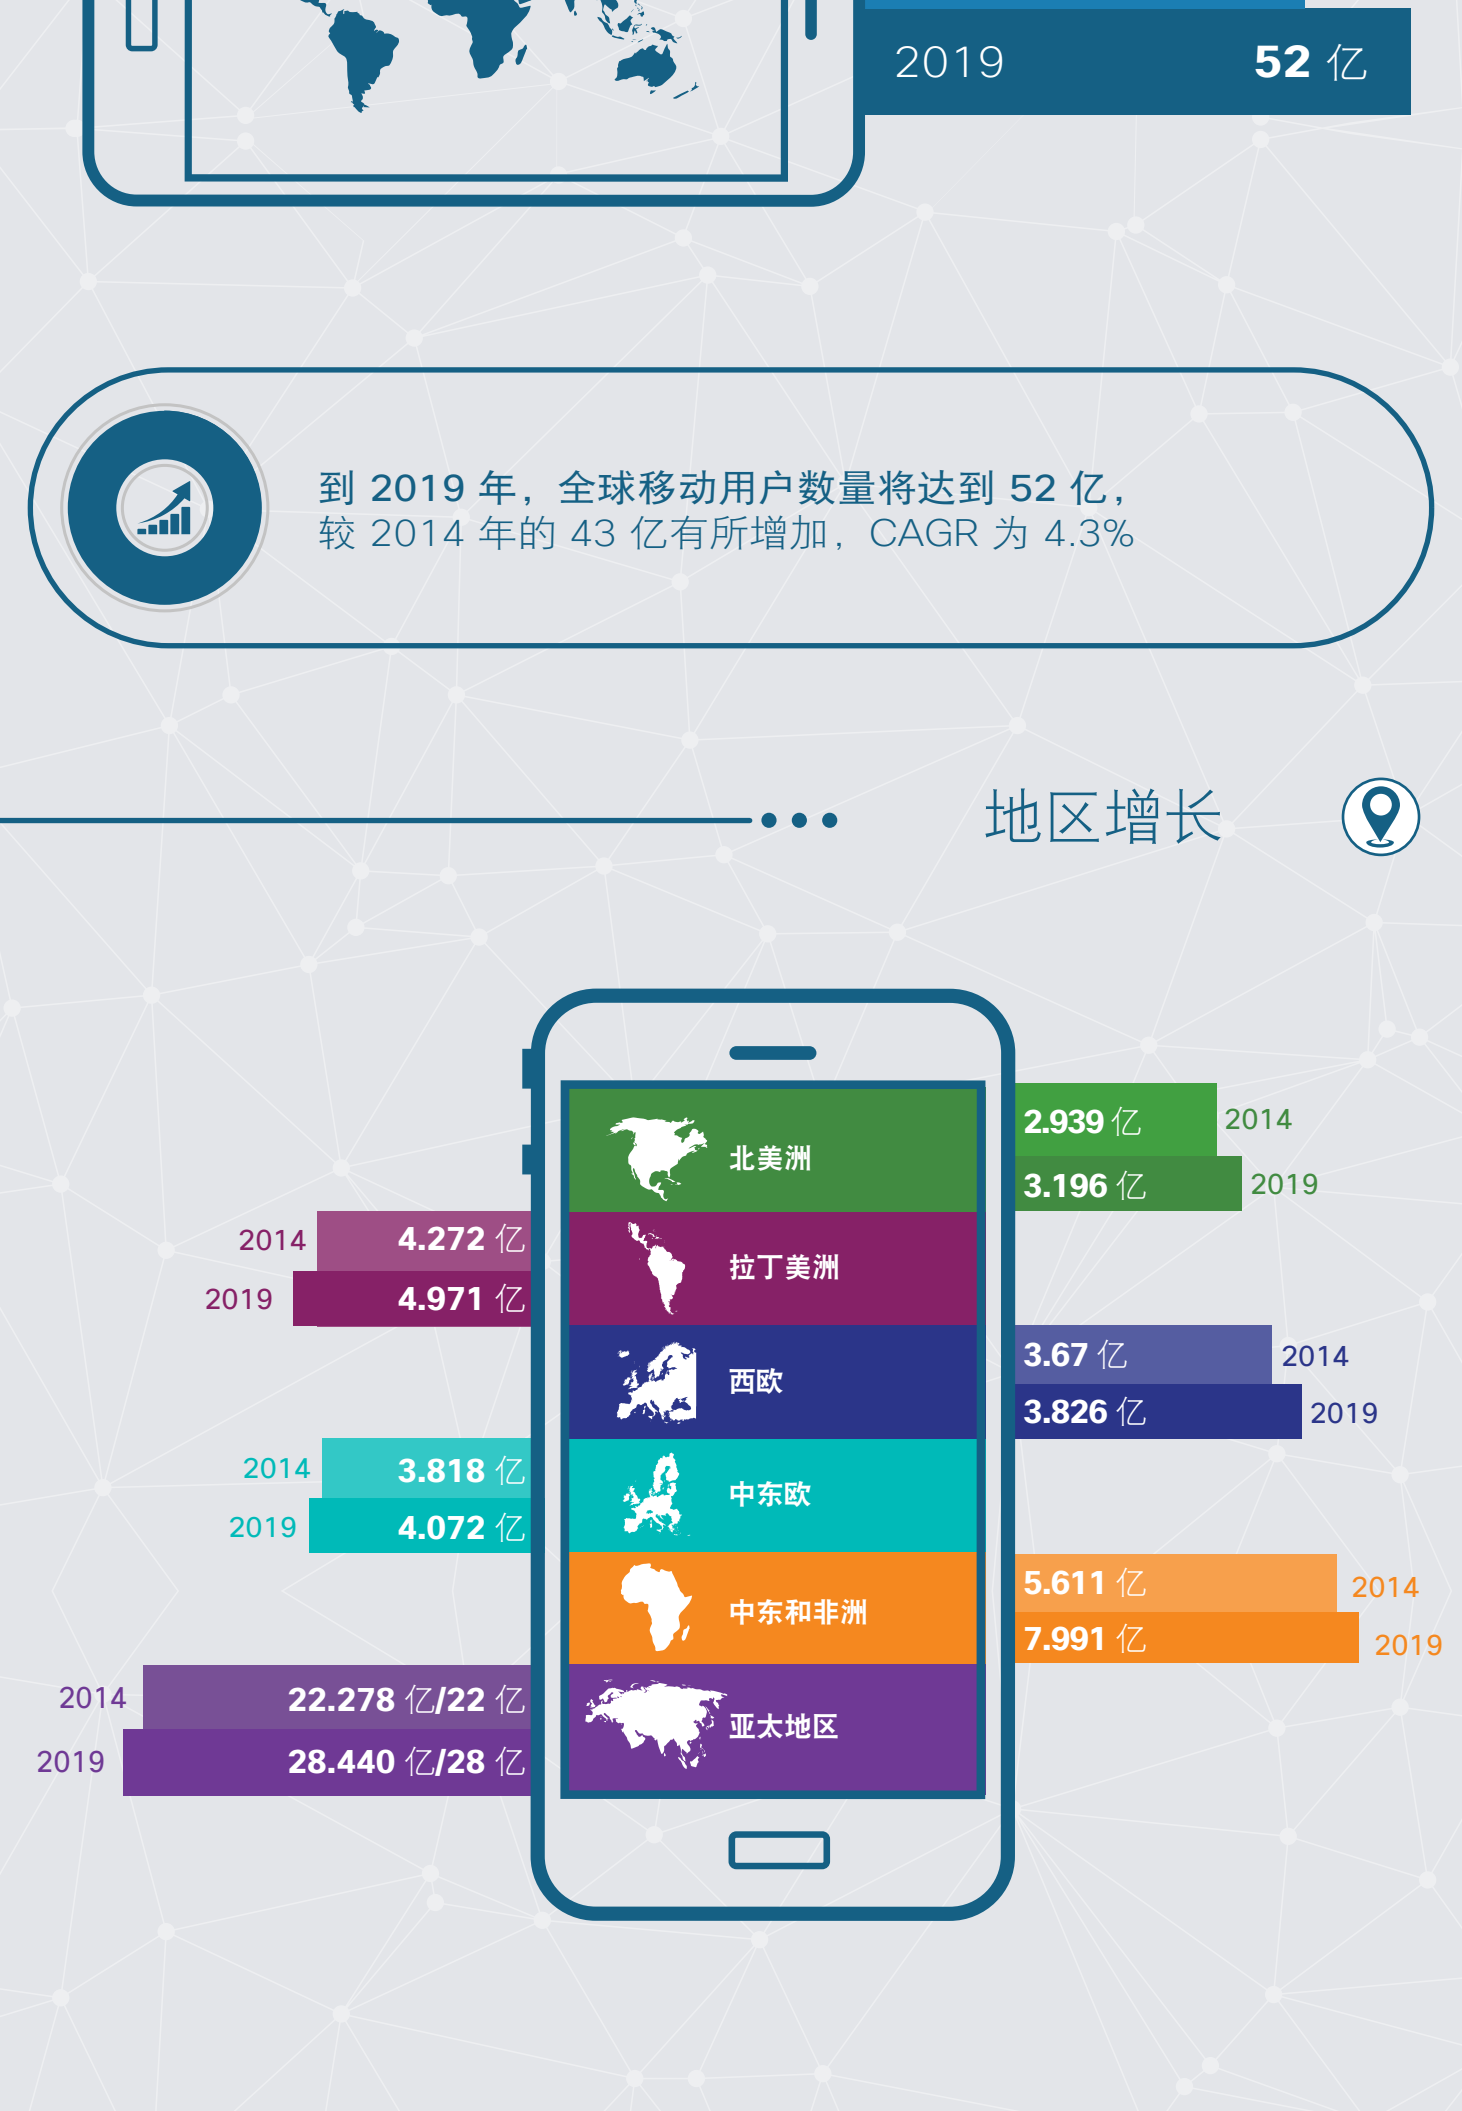 2019 52 亿
到 2019 年，全球移动用户数量将达到 52 亿，
较 2014 年的 43 亿有所增加，CAGR 为 4.3%
地区增长
北美洲
2.939 亿 2014
3.196 亿 2019
拉丁美洲
2014 4.272 亿
2019 4.971 亿
西欧
3.67 亿 2014
3.826 亿 2019
中东欧
2014 3.818 亿
2019 4.072 亿
中东和非洲
5.611 亿 2014
7.991 亿 2019
亚太地区
2014 22.278 亿/22 亿
2019 28.440 亿/28 亿